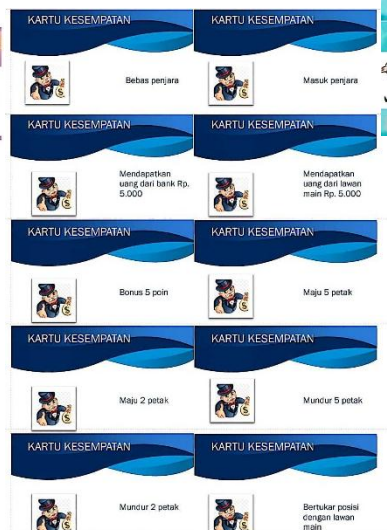 KARTU KESEMPATAN
KARTU KESEMPATAN
Bebas penjara
Masuk penjara
KARTU KESEMPATAN
KARTU KESEMPATAN
Mendapatkan
uang dari bank Rp.
5.000
Mendapatkan
uang dari lawan
main Rp. 5.000
KARTU KESEMPATAN
KARTU KESEMPATAN
Bonus 5 poin
Maju 5 petak
KARTU KESEMPATAN
KARTU KESEMPATAN
Maju 2 petak
Mundur 5 petak
KARTU KESEMPATAN
KARTU KESEMPATAN
Mundur 2 petak
Bertukar posisi
dengan lawan
main